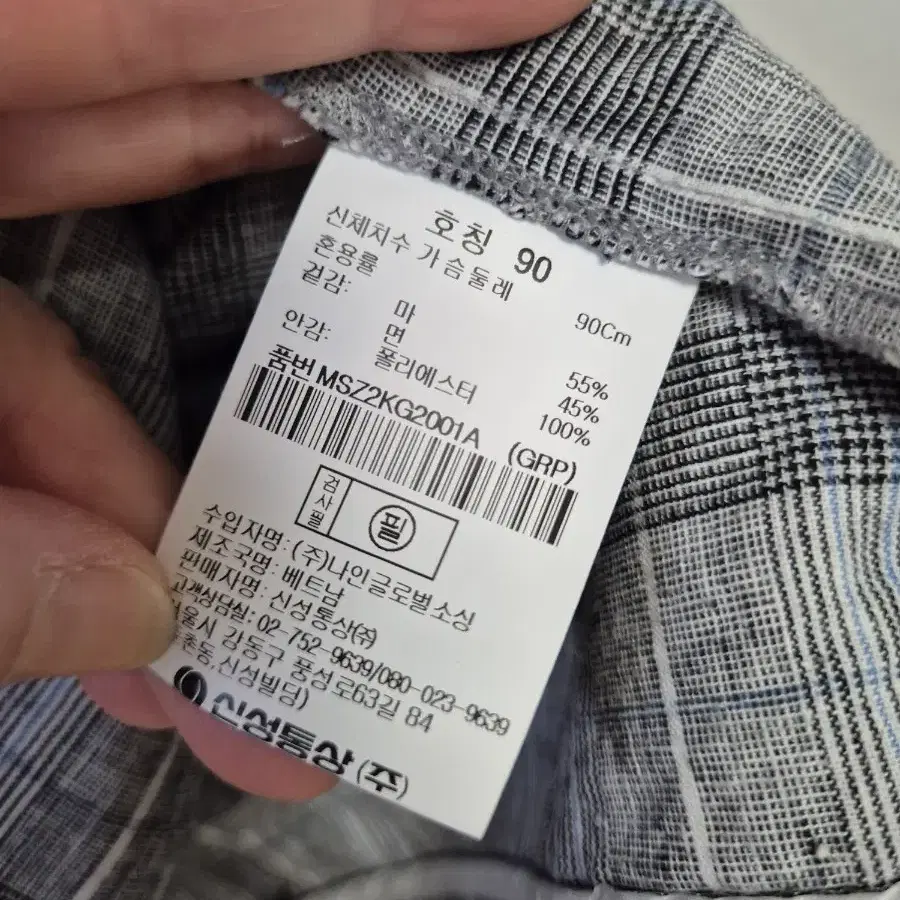 호칭 90
신체치수 가슴둘레 90Cm
혼용률
겉감: 마 55%
면 45%
안감: 폴리에스터 100%
품번 MSZ2KG2001A (GRP)
검사필 필
수입자명: (주)나인글로벌소싱
제조국명: 베트남
판매자명: 신성통상(주)
고객상담실: 02-752-9639/080-023-9639
서울시 강동구 풍성로63길 84
촌동,신성빌딩)
신성통상(주)